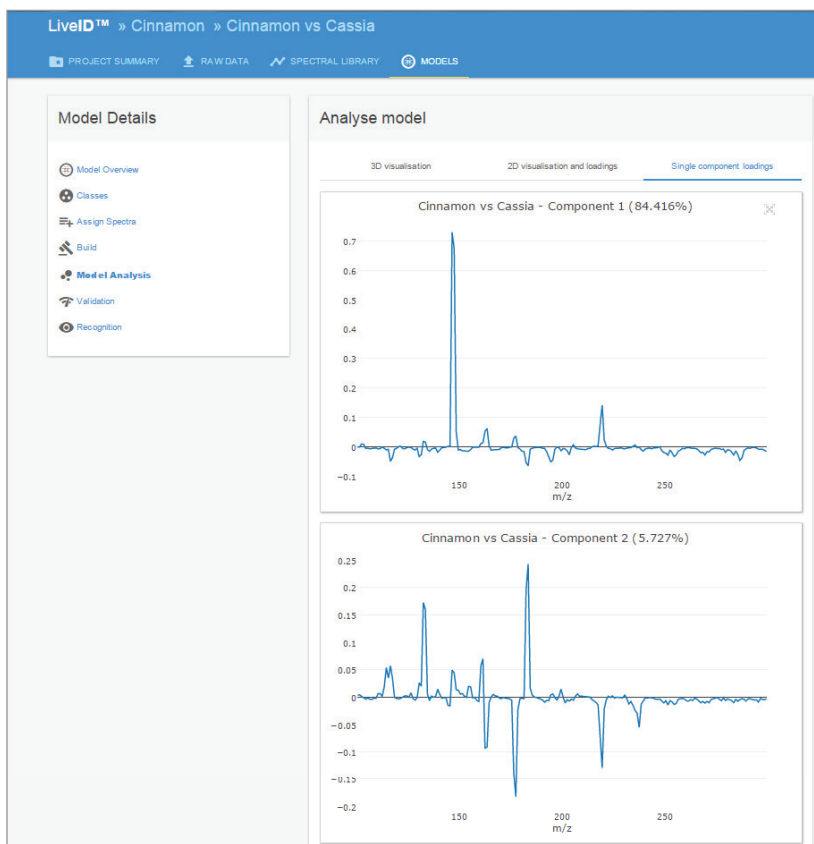 LiveID™ » Cinnamon » Cinnamon vs Cassia
PROJECT SUMMARY RAW DATA SPECTRAL LIBRARY MODELS
Model Details
Model Overview
Classes
Assign Spectra
Build
Model Analysis
Validation
Recognition
Analyse model
3D visualisation 2D visualisation and loadings Single component loadings
Cinnamon vs Cassia - Component 1 (84.416%)
0.7
0.6
0.5
0.4
0.3
0.2
0.1
0
−0.1
150 200 250
m/z
Cinnamon vs Cassia - Component 2 (5.727%)
0.25
0.2
0.15
0.1
0.05
0
−0.05
−0.1
−0.15
−0.2
150 200 250
m/z